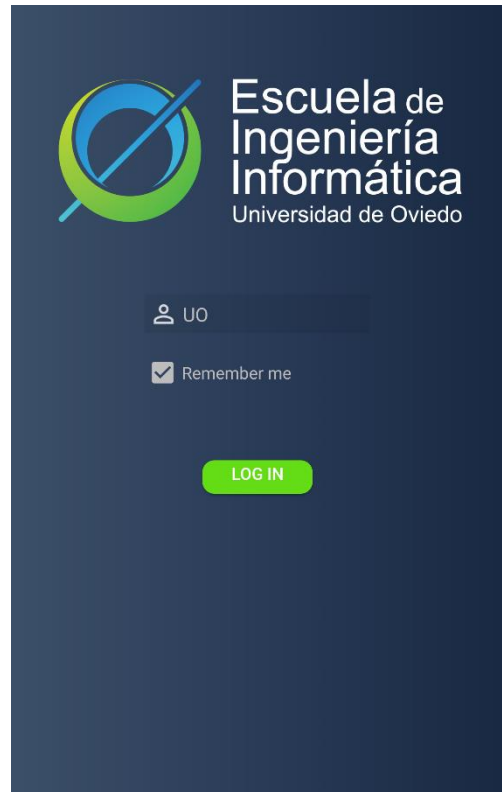 Escuela de
Ingeniería
Informática
Universidad de Oviedo
UO
Remember me
LOG IN